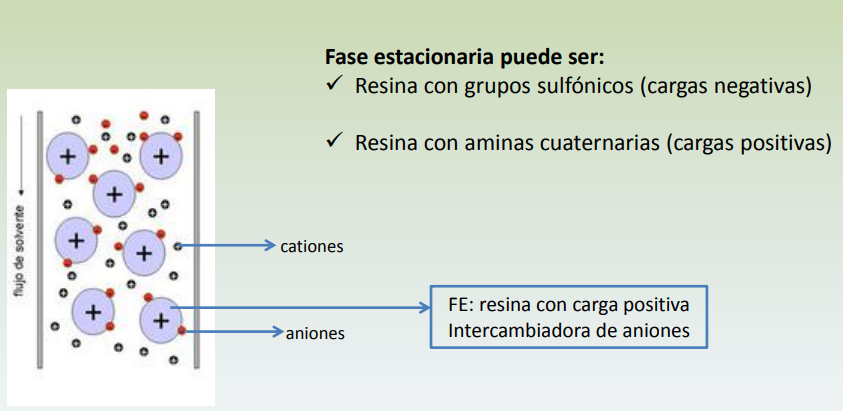 Fase estacionaria puede ser:
✓ Resina con grupos sulfónicos (cargas negativas)
✓ Resina con aminas cuaternarias (cargas positivas)
flujo de solvente
cationes
FE: resina con carga positiva
Intercambiadora de aniones
aniones